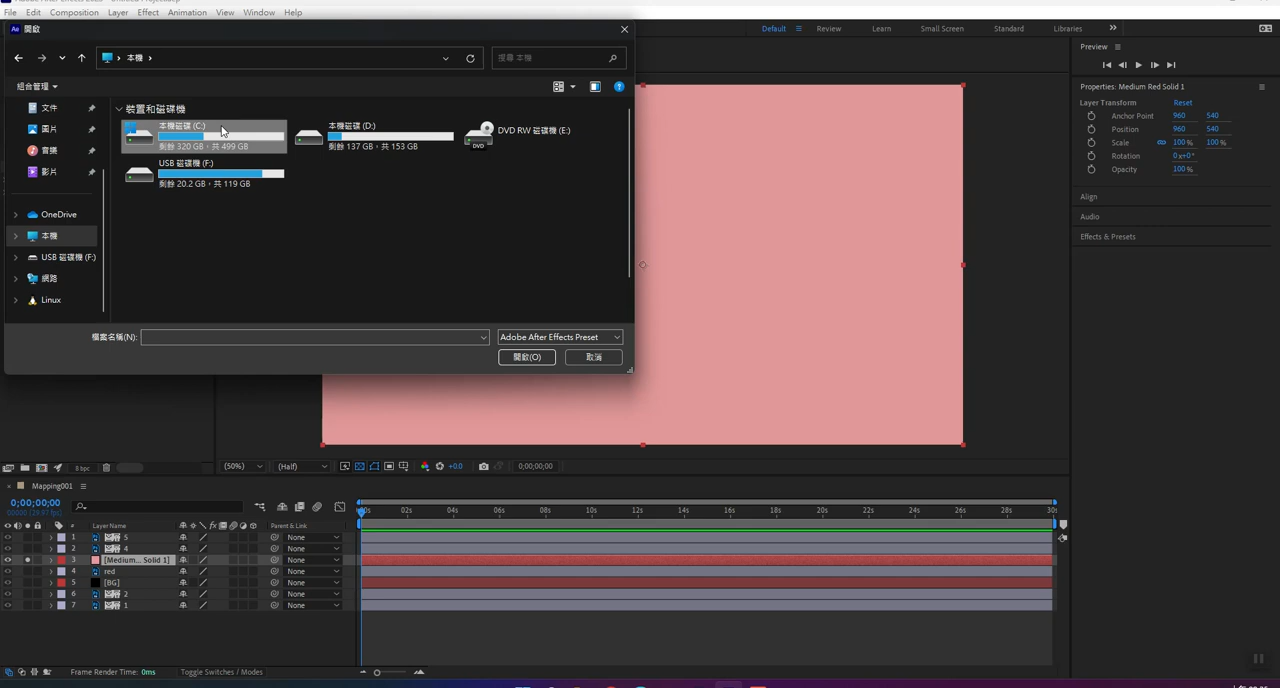 File Edit Composition Layer Effect Animation View Window Help
Ae 開啟
本機
搜尋 本機
組合管理
文件
圖片
音樂
影片
OneDrive
本機
USB 磁碟機 (F:)
網路
Linux
裝置和磁碟機
本機磁碟 (C:)
剩餘 320 GB，共 499 GB
本機磁碟 (D:)
剩餘 137 GB，共 153 GB
DVD
DVD RW 磁碟機 (E:)
USB 磁碟機 (F:)
剩餘 20.2 GB，共 119 GB
檔案名稱(N):
Adobe After Effects Preset
開啟(O)
取消
Default Review Learn Small Screen Standard Libraries
Preview
Properties: Medium Red Solid 1
Layer Transform Reset
Anchor Point 960 540
Position 960 540
Scale 100 % 100 %
Rotation 0x+0°
Opacity 100 %
Align
Audio
Effects & Presets
8 bpc
(50%) (Half) +0.0 0;00;00;00
Mapping001
0;00;00;00
00000 (29.97 fps)
# Layer Name fx Parent & Link
02s 04s 06s 08s 10s 12s 14s 16s 18s 20s 22s 24s 26s 28s 30s
1 5 None
2 4 None
3 [Medium... Solid 1] None
4 red None
5 [BG] None
6 2 None
7 1 None
Frame Render Time: 0ms
Toggle Switches / Modes